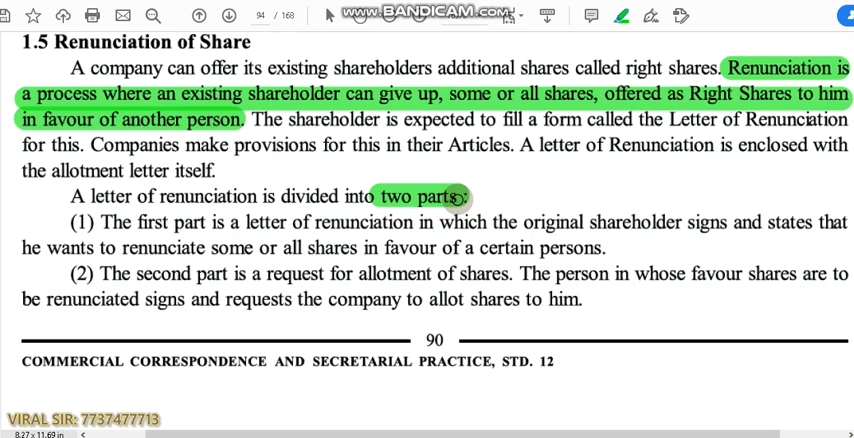 94 / 168
www.BANDICAM.com
1.5 Renunciation of Share
A company can offer its existing shareholders additional shares called right shares. Renunciation is
a process where an existing shareholder can give up, some or all shares, offered as Right Shares to him
in favour of another person. The shareholder is expected to fill a form called the Letter of Renunciation
for this. Companies make provisions for this in their Articles. A letter of Renunciation is enclosed with
the allotment letter itself.
A letter of renunciation is divided into two parts :
(1) The first part is a letter of renunciation in which the original shareholder signs and states that
he wants to renunciate some or all shares in favour of a certain persons.
(2) The second part is a request for allotment of shares. The person in whose favour shares are to
be renunciated signs and requests the company to allot shares to him.
90
COMMERCIAL CORRESPONDENCE AND SECRETARIAL PRACTICE, STD. 12
VIRAL SIR: 7737477713
8.27 x 11.69 in